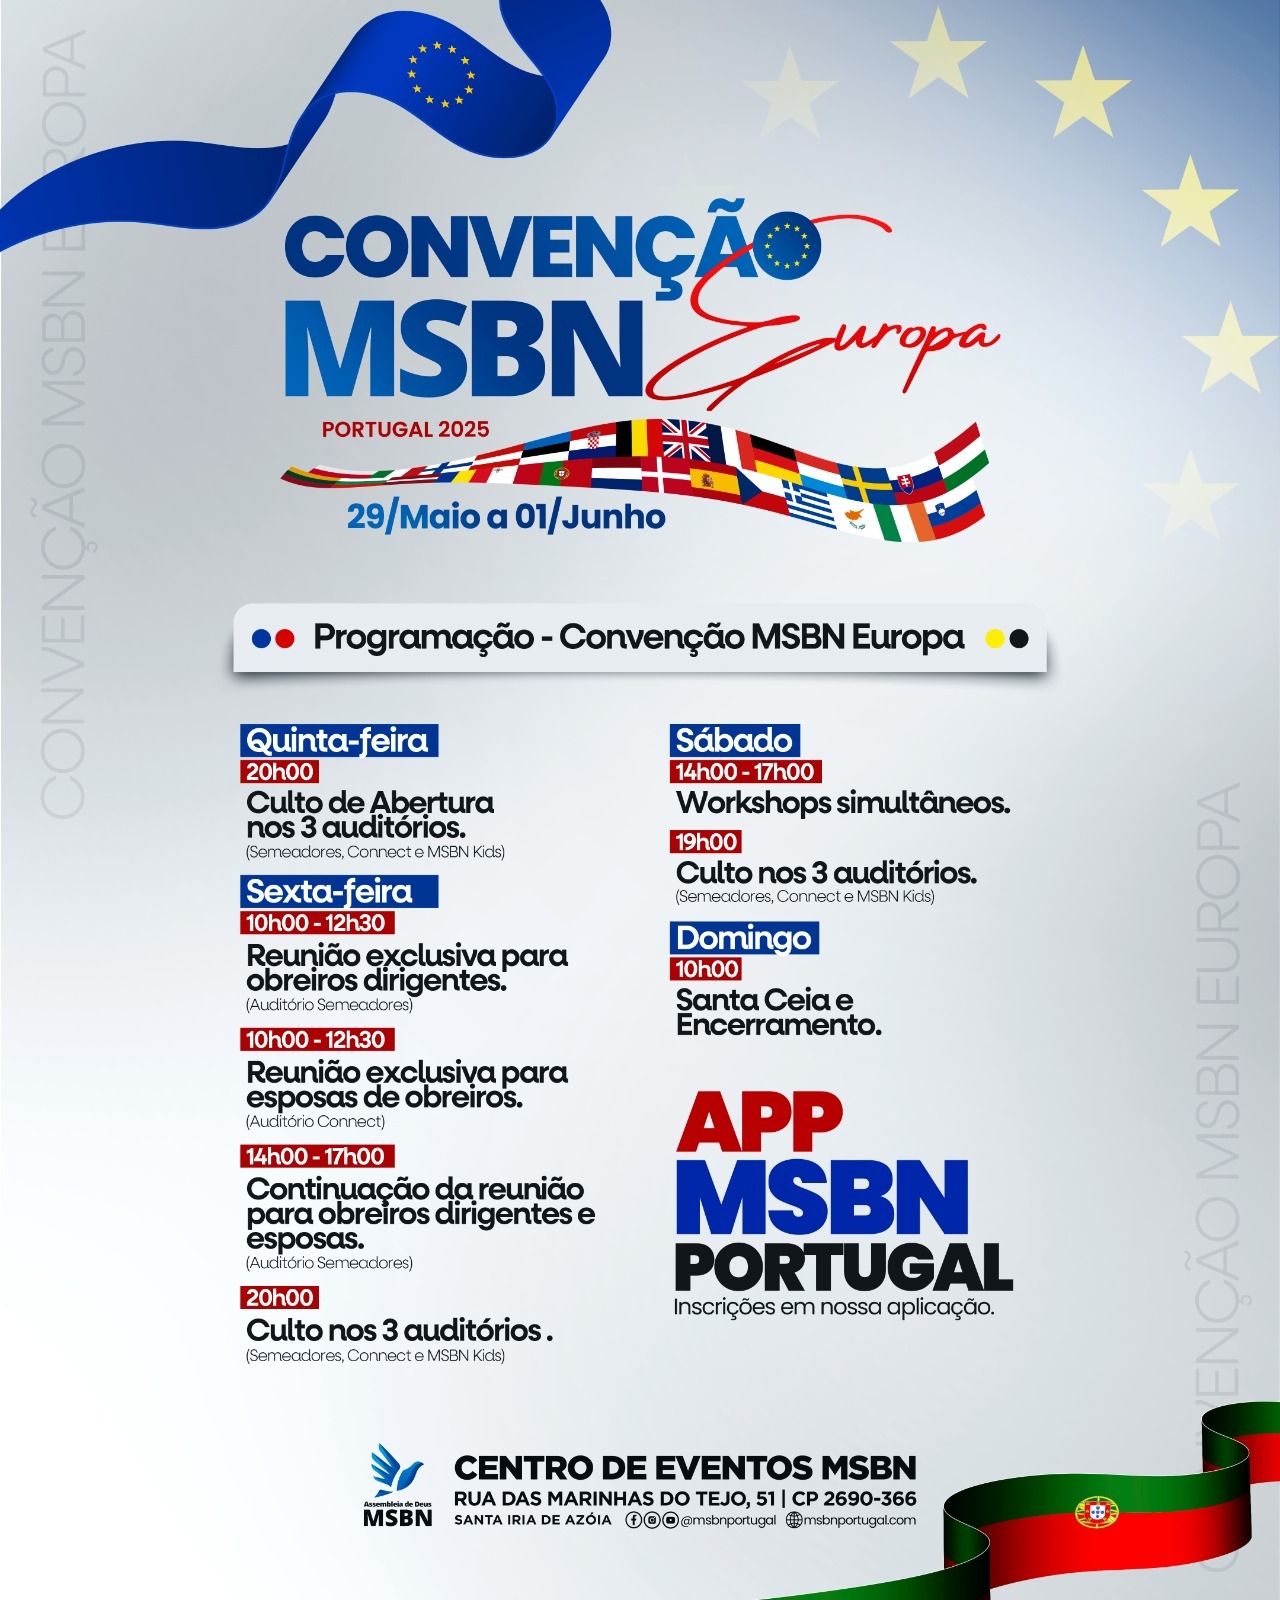 CONVENÇÃO MSBN EUROPA
CONVENÇÃO
MSBN Europa
PORTUGAL 2025
29/Maio a 01/Junho
Programação - Convenção MSBN Europa
Quinta-feira
20h00
Culto de Abertura
nos 3 auditórios.
(Semeadores, Connect e MSBN Kids)
Sexta-feira
10h00 - 12h30
Reunião exclusiva para
obreiros dirigentes.
(Auditório Semeadores)
10h00 - 12h30
Reunião exclusiva para
esposas de obreiros.
(Auditório Connect)
14h00 - 17h00
Continuação da reunião
para obreiros dirigentes e
esposas.
(Auditório Semeadores)
20h00
Culto nos 3 auditórios .
(Semeadores, Connect e MSBN Kids)
Sábado
14h00 - 17h00
Workshops simultâneos.
19h00
Culto nos 3 auditórios.
(Semeadores, Connect e MSBN Kids)
Domingo
10h00
Santa Ceia e
Encerramento.
APP
MSBN
PORTUGAL
Inscrições em nossa aplicação.
CONVENÇÃO MSBN EUROPA
Assembleia de Deus
MSBN
CENTRO DE EVENTOS MSBN
RUA DAS MARINHAS DO TEJO, 51 | CP 2690-366
SANTA IRIA DE AZÓIA @msbnportugal msbnportugal.com